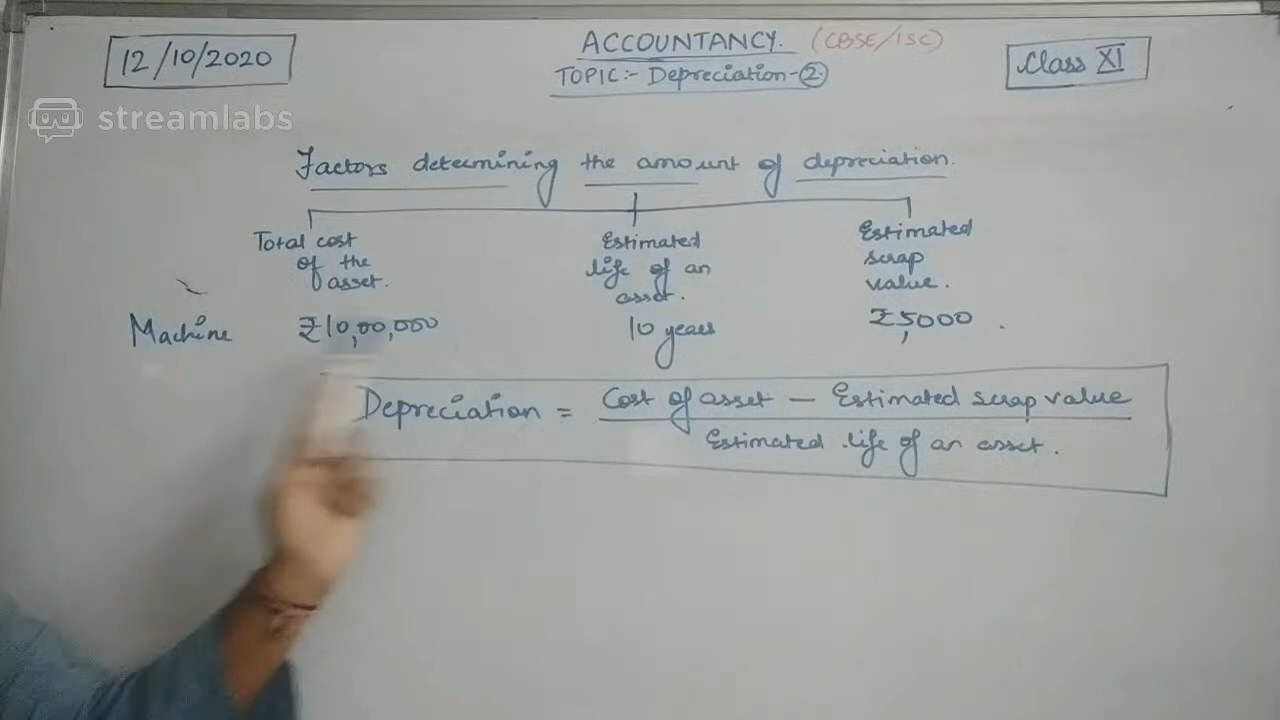 12/10/2020
ACCOUNTANCY. (CBSE/ISC)
TOPIC:- Depreciation-②.
Class XI
streamlabs
Factors determining the amount of depreciation.
Total cost
of the
asset.
Estimated
life of an
asset.
Estimated
scrap
value.
Machine ₹10,00,000 10 years ₹5,000
Depreciation = Cost of asset — Estimated scrap value
Estimated life of an asset.